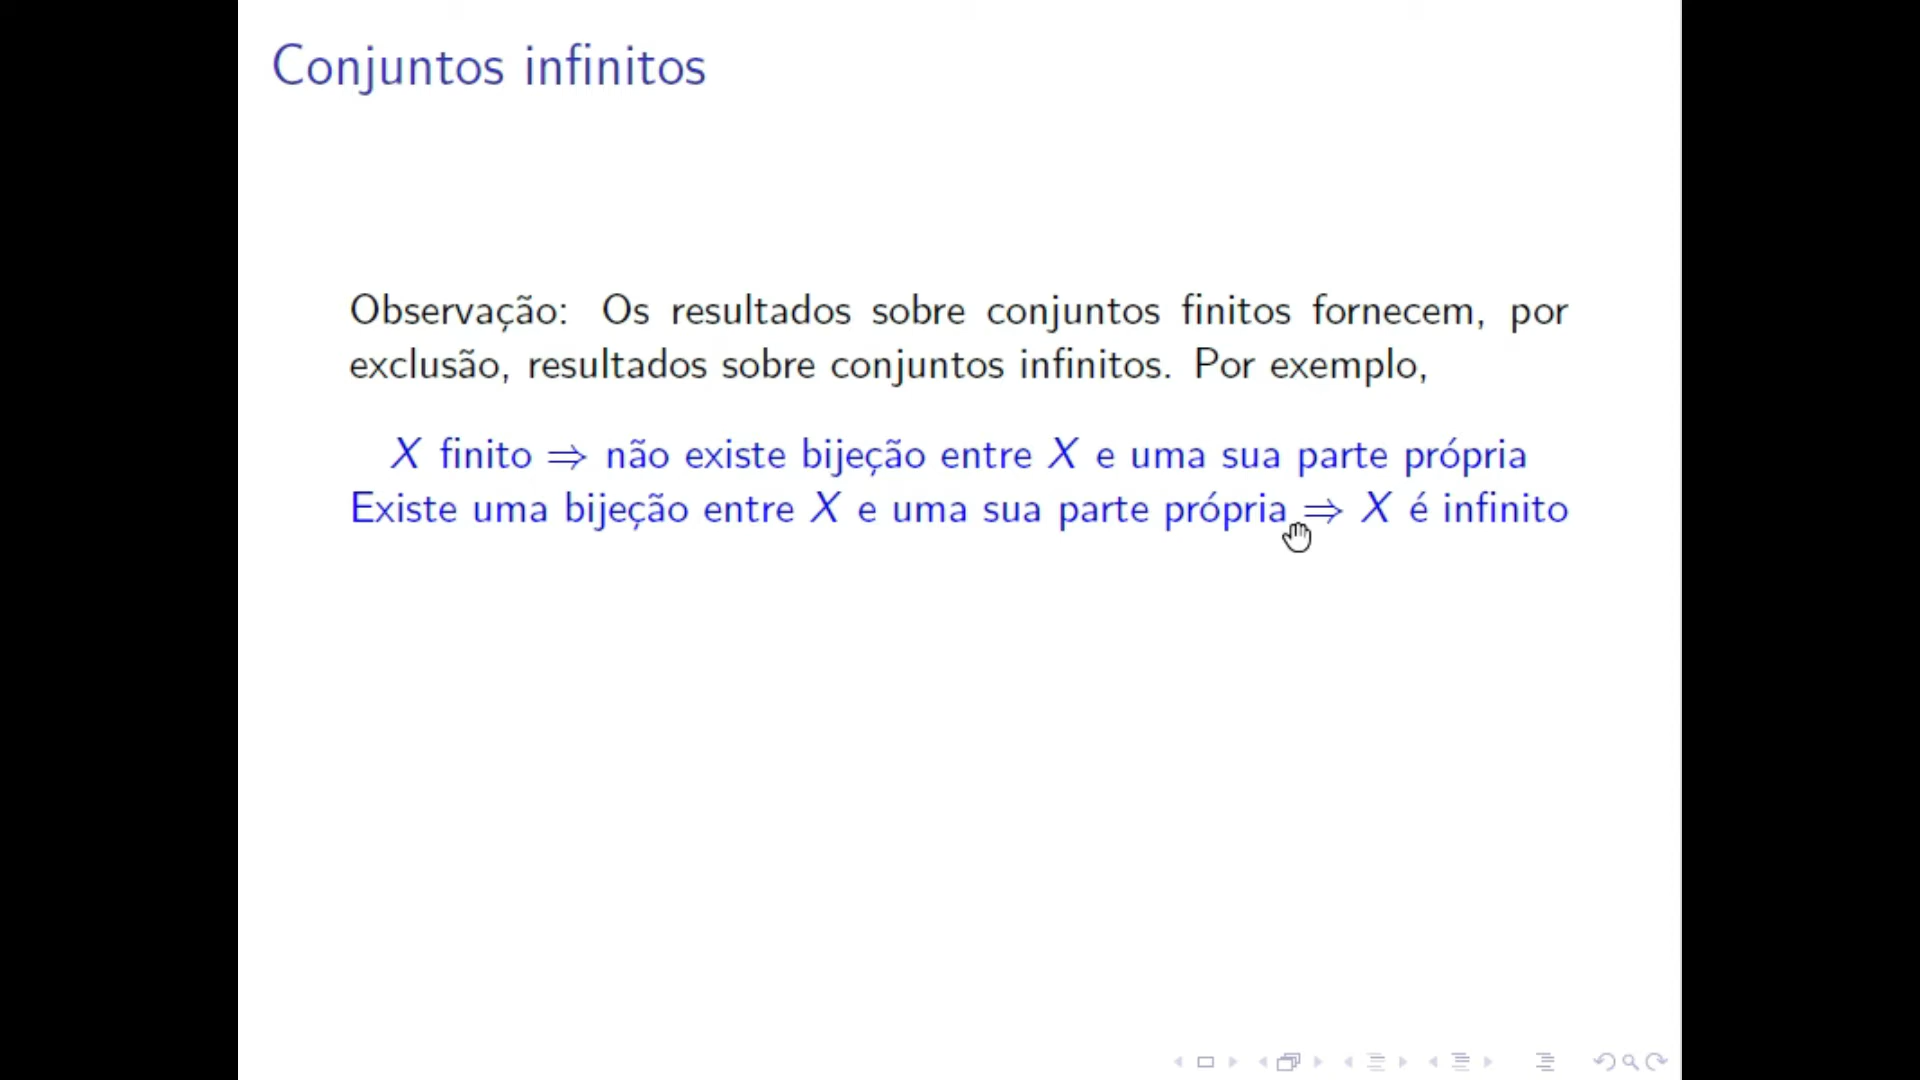 Conjuntos infinitos
Observação: Os resultados sobre conjuntos finitos fornecem, por
exclusão, resultados sobre conjuntos infinitos. Por exemplo,
X finito ⇒ não existe bijeção entre X e uma sua parte própria
Existe uma bijeção entre X e uma sua parte própria ⇒ X é infinito